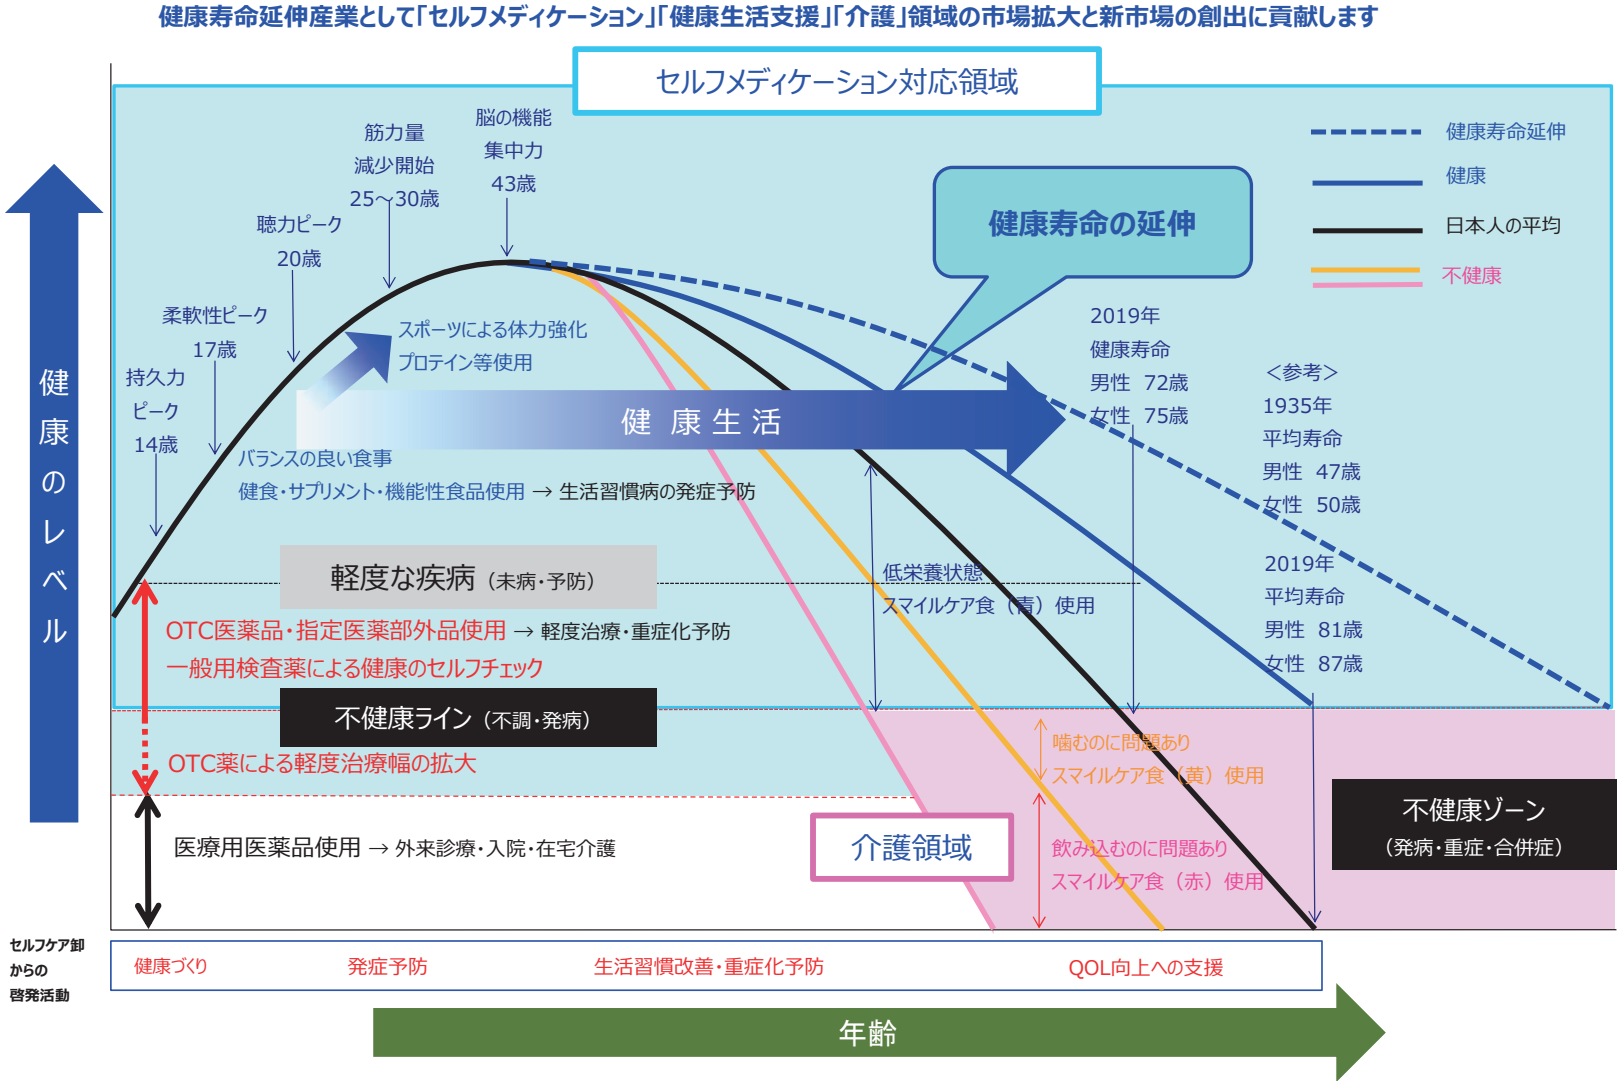 健康寿命延伸産業として「セルフメディケーション」「健康生活支援」「介護」領域の市場拡大と新市場の創出に貢献します
セルフメディケーション対応領域
健康寿命延伸
健康
日本人の平均
不健康
脳の機能
集中力
43歳
筋力量
減少開始
25～30歳
聴力ピーク
20歳
柔軟性ピーク
17歳
持久力
ピーク
14歳
健康のレベル
健康寿命の延伸
スポーツによる体力強化
プロテイン等使用
健 康 生 活
2019年
健康寿命
男性 72歳
女性 75歳
＜参考＞
1935年
平均寿命
男性 47歳
女性 50歳
バランスの良い食事
健食・サプリメント・機能性食品使用 → 生活習慣病の発症予防
軽度な疾病（未病・予防）
低栄養状態
スマイルケア食（青）使用
2019年
平均寿命
男性 81歳
女性 87歳
OTC医薬品・指定医薬部外品使用 → 軽度治療・重症化予防
一般用検査薬による健康のセルフチェック
不健康ライン（不調・発病）
OTC薬による軽度治療幅の拡大
噛むのに問題あり
スマイルケア食（黄）使用
不健康ゾーン
（発病・重症・合併症）
医療用医薬品使用 → 外来診療・入院・在宅介護
介護領域
飲み込むのに問題あり
スマイルケア食（赤）使用
セルフケア卸
からの
啓発活動
健康づくり 発症予防 生活習慣改善・重症化予防 QOL向上への支援
年齢